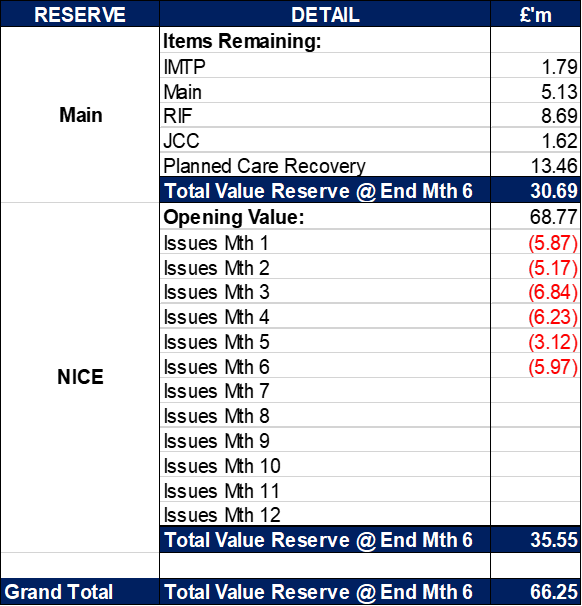 RESERVE DETAIL £'m
Main
Items Remaining:
IMTP 1.79
Main 5.13
RIF 8.69
JCC 1.62
Planned Care Recovery 13.46
Total Value Reserve @ End Mth 6 30.69
NICE
Opening Value: 68.77
Issues Mth 1 (5.87)
Issues Mth 2 (5.17)
Issues Mth 3 (6.84)
Issues Mth 4 (6.23)
Issues Mth 5 (3.12)
Issues Mth 6 (5.97)
Issues Mth 7
Issues Mth 8
Issues Mth 9
Issues Mth 10
Issues Mth 11
Issues Mth 12
Total Value Reserve @ End Mth 6 35.55
Grand Total Total Value Reserve @ End Mth 6 66.25